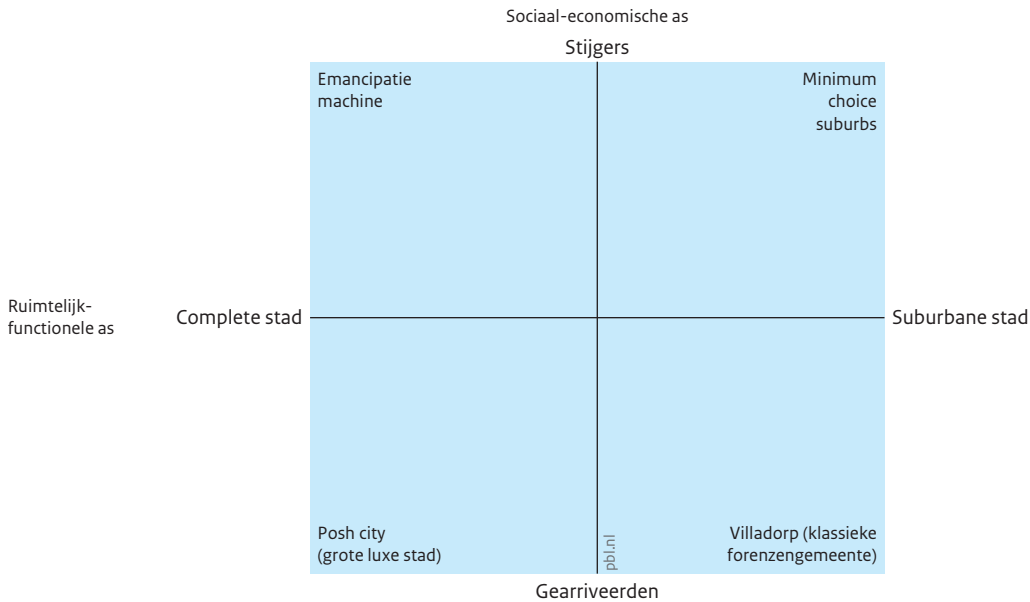 Sociaal-economische as
Stijgers
Emancipatie
machine
Minimum
choice
suburbs
Ruimtelijk-
functionele as
Complete stad
Suburbane stad
Posh city
(grote luxe stad)
Villadorp (klassieke
forenzengemeente)
pbl.nl
Gearriveerden